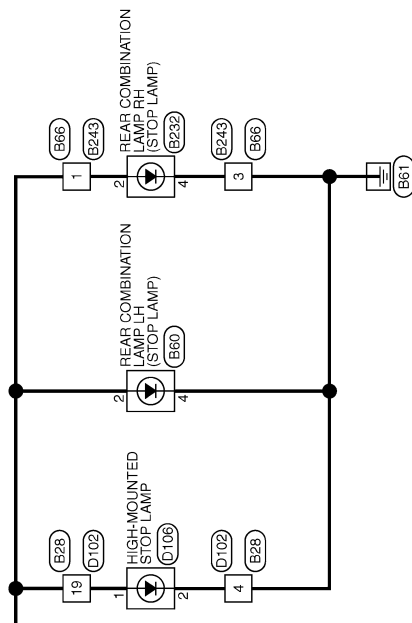 B66
B243
1
2
REAR COMBINATION
LAMP RH
(STOP LAMP)
B232
4
B243
B66
3
B61
2
REAR COMBINATION
LAMP LH
(STOP LAMP)
B60
4
B28
D102
19
1
HIGH-MOUNTED
STOP LAMP
D106
2
D102
B28
4